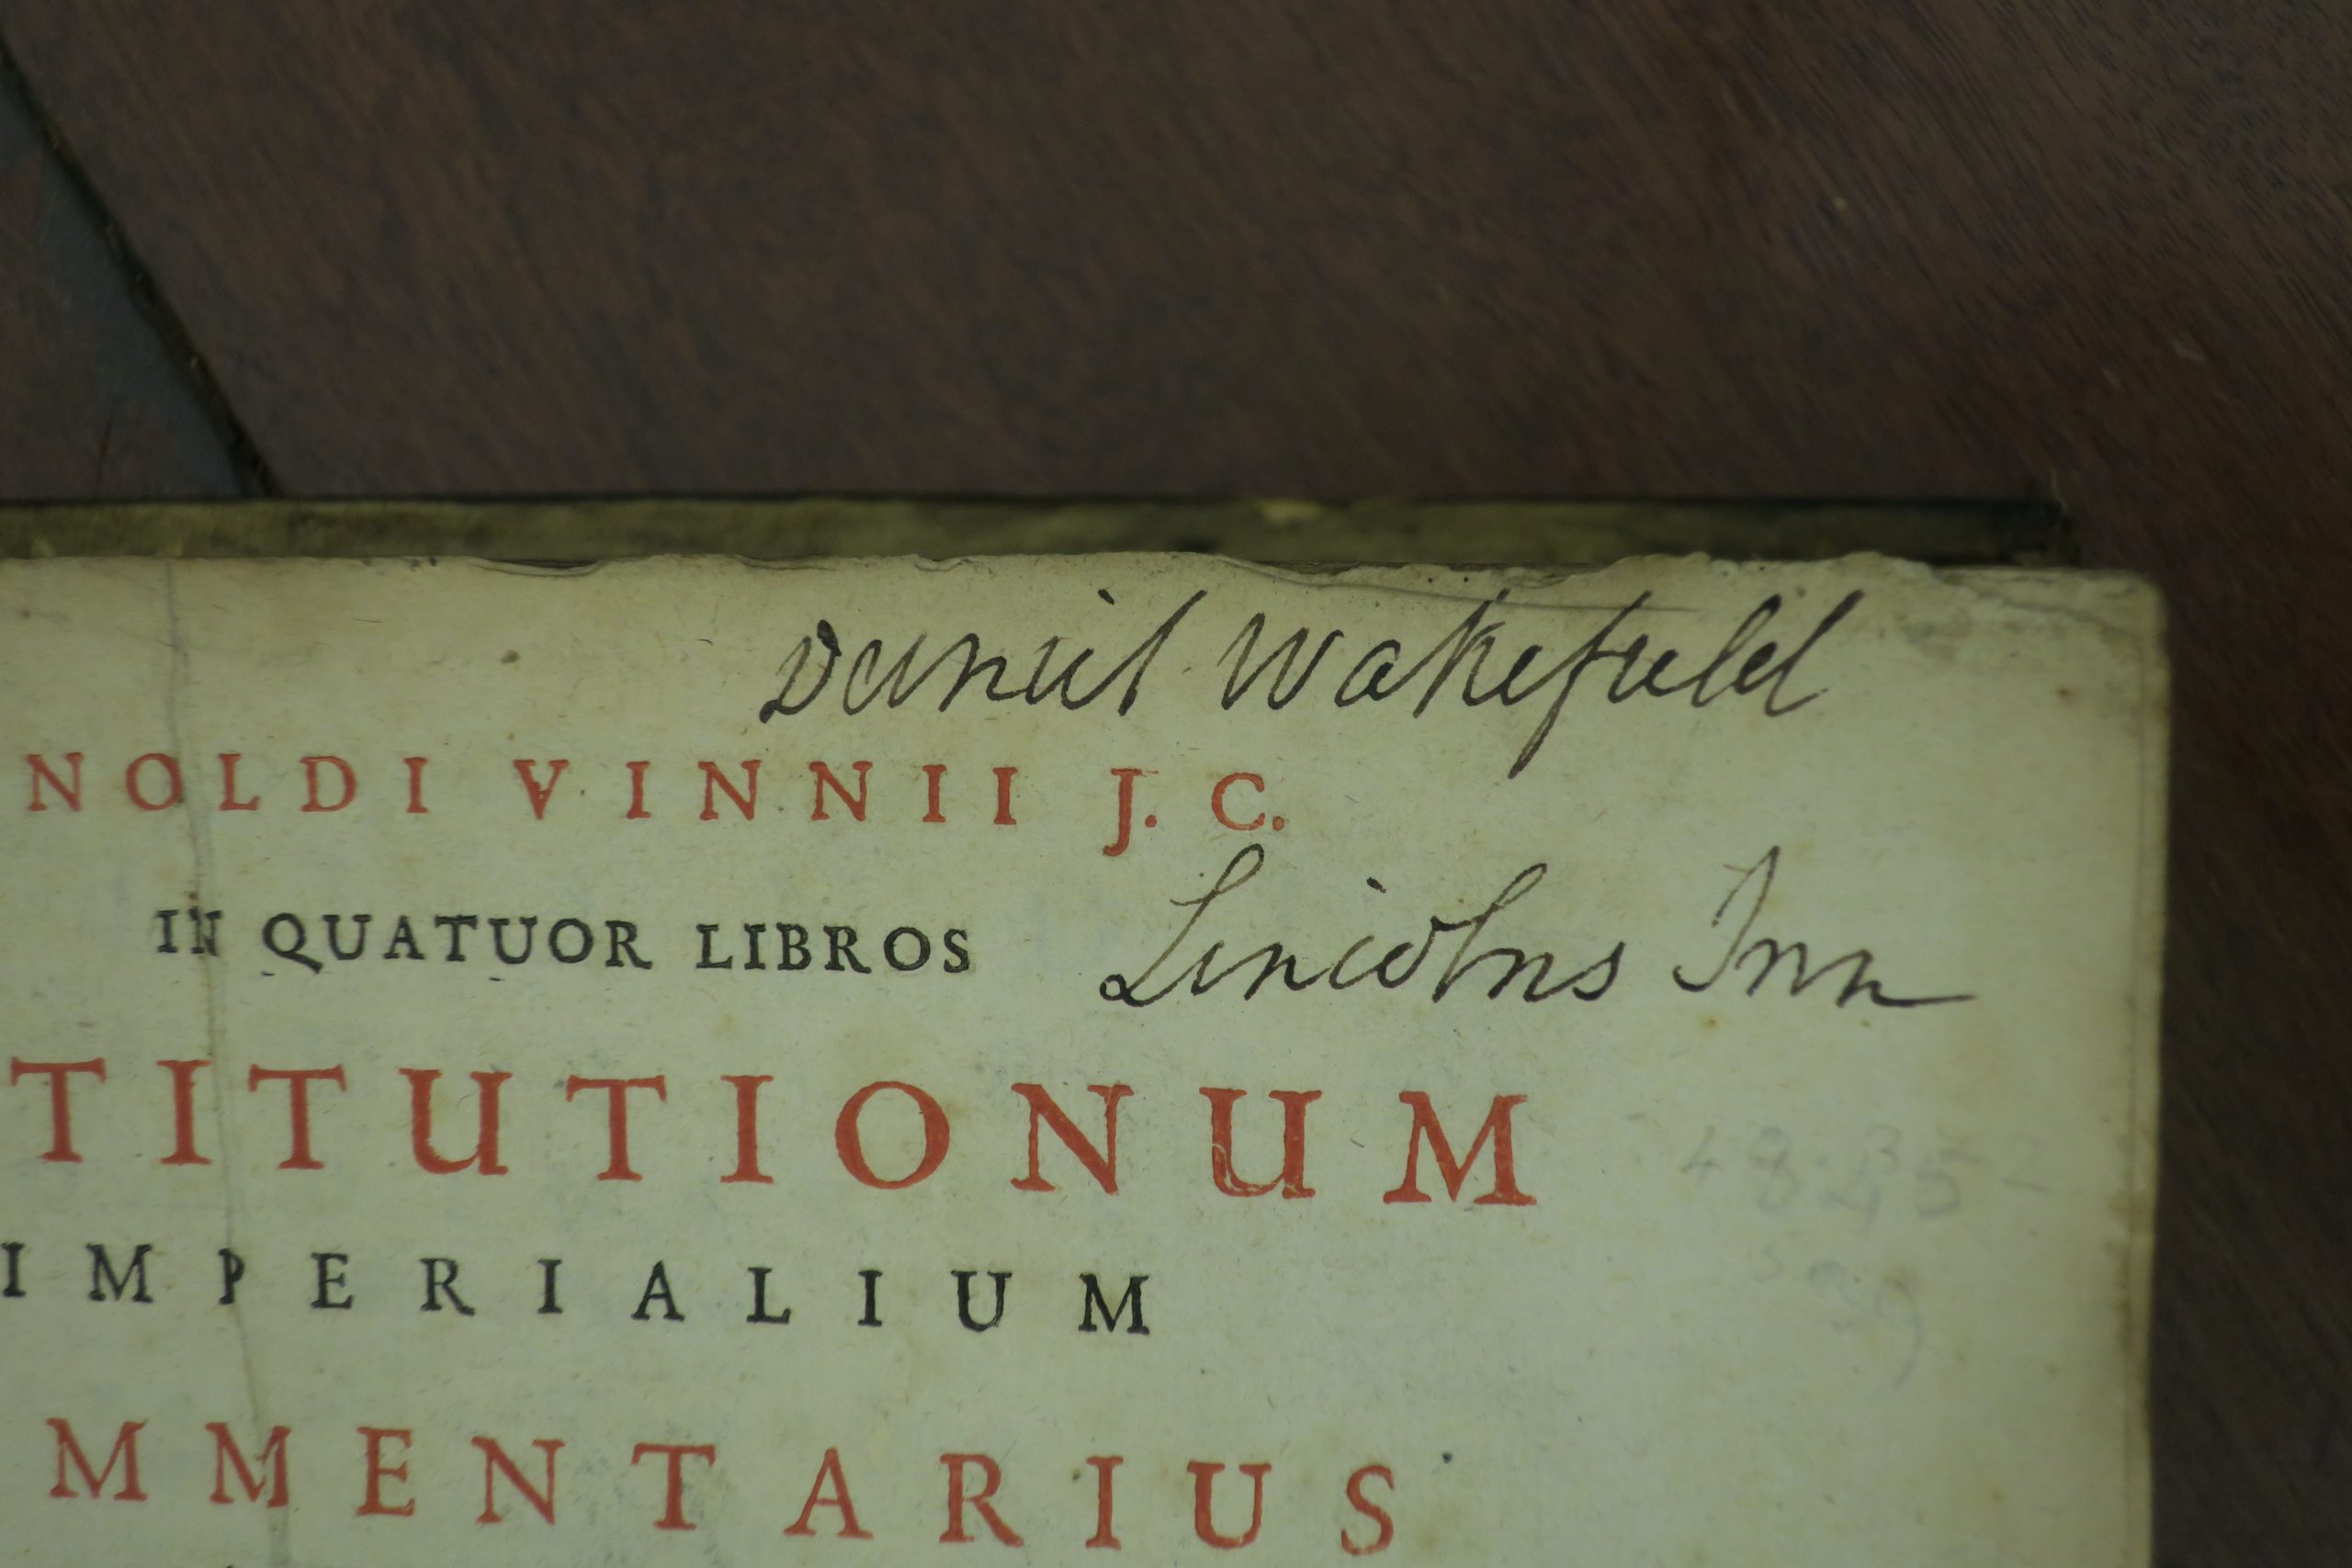 Daniel Wakefield
NOLDI VINNII J. C.
Lincolns Inn
IN QUATUOR LIBROS
TITUTIONUM
IMPERIALIUM
MMENTARIUS